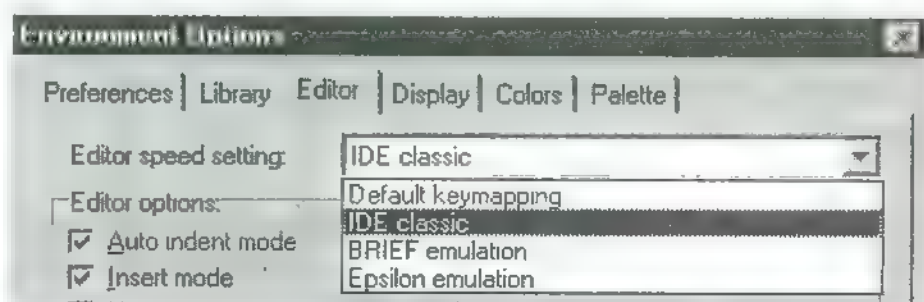 Environment Options
Preferences Library Editor Display Colors Palette
Editor speed setting: IDE classic
Default keymapping
Editor options:
IDE classic
Auto indent mode
BRIEF emulation
Insert mode
Epsilon emulation